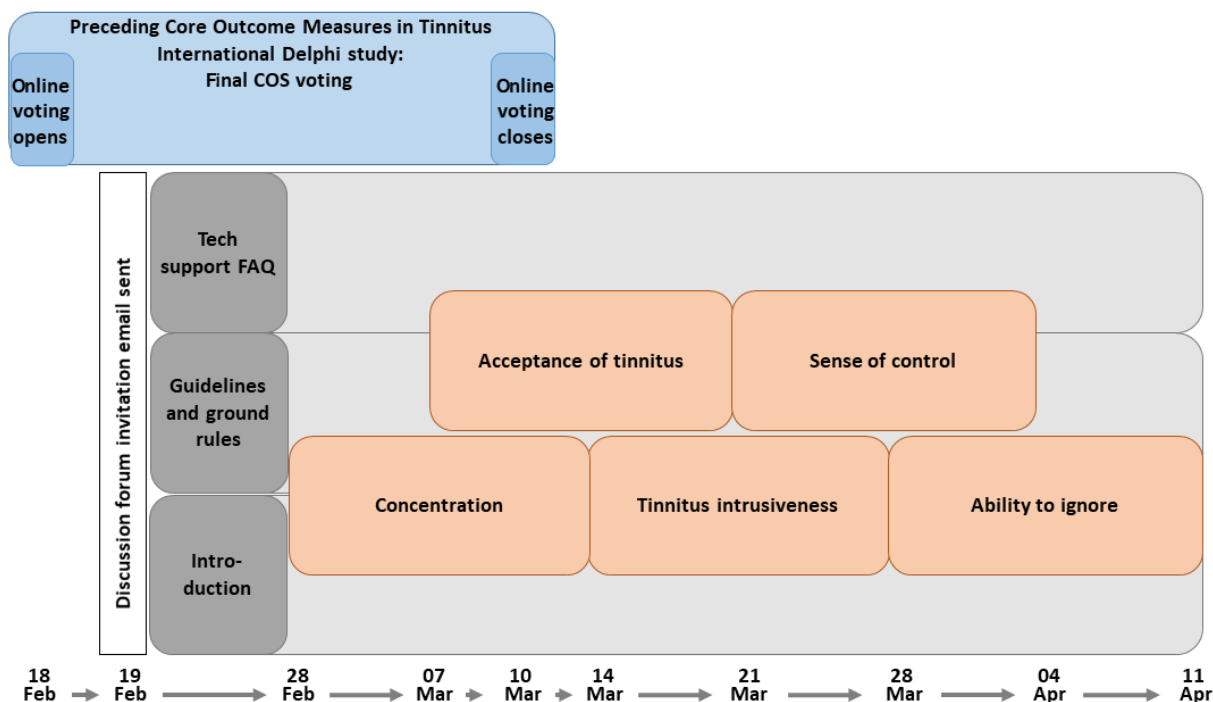 Preceding Core Outcome Measures in Tinnitus
International Delphi study:
Final COS voting
Online
voting
opens
Online
voting
closes
Discussion forum invitation email sent
Tech
support FAQ
Guidelines
and ground
rules
Intro-
duction
Acceptance of tinnitus
Sense of control
Concentration
Tinnitus intrusiveness
Ability to ignore
18
Feb
19
Feb
28
Feb
07
Mar
10
Mar
14
Mar
21
Mar
28
Mar
04
Apr
11
Apr